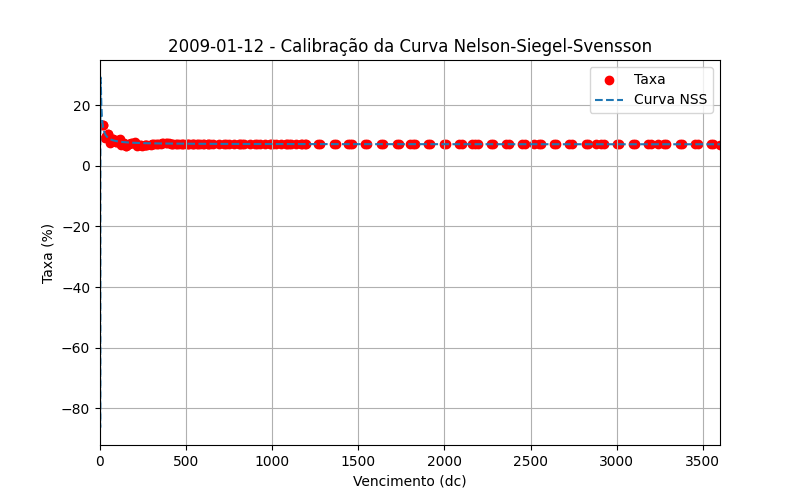 2009-01-12 - Calibração da Curva Nelson-Siegel-Svensson
Taxa
Curva NSS
Taxa (%)
20
0
−20
−40
−60
−80
0 500 1000 1500 2000 2500 3000 3500
Vencimento (dc)